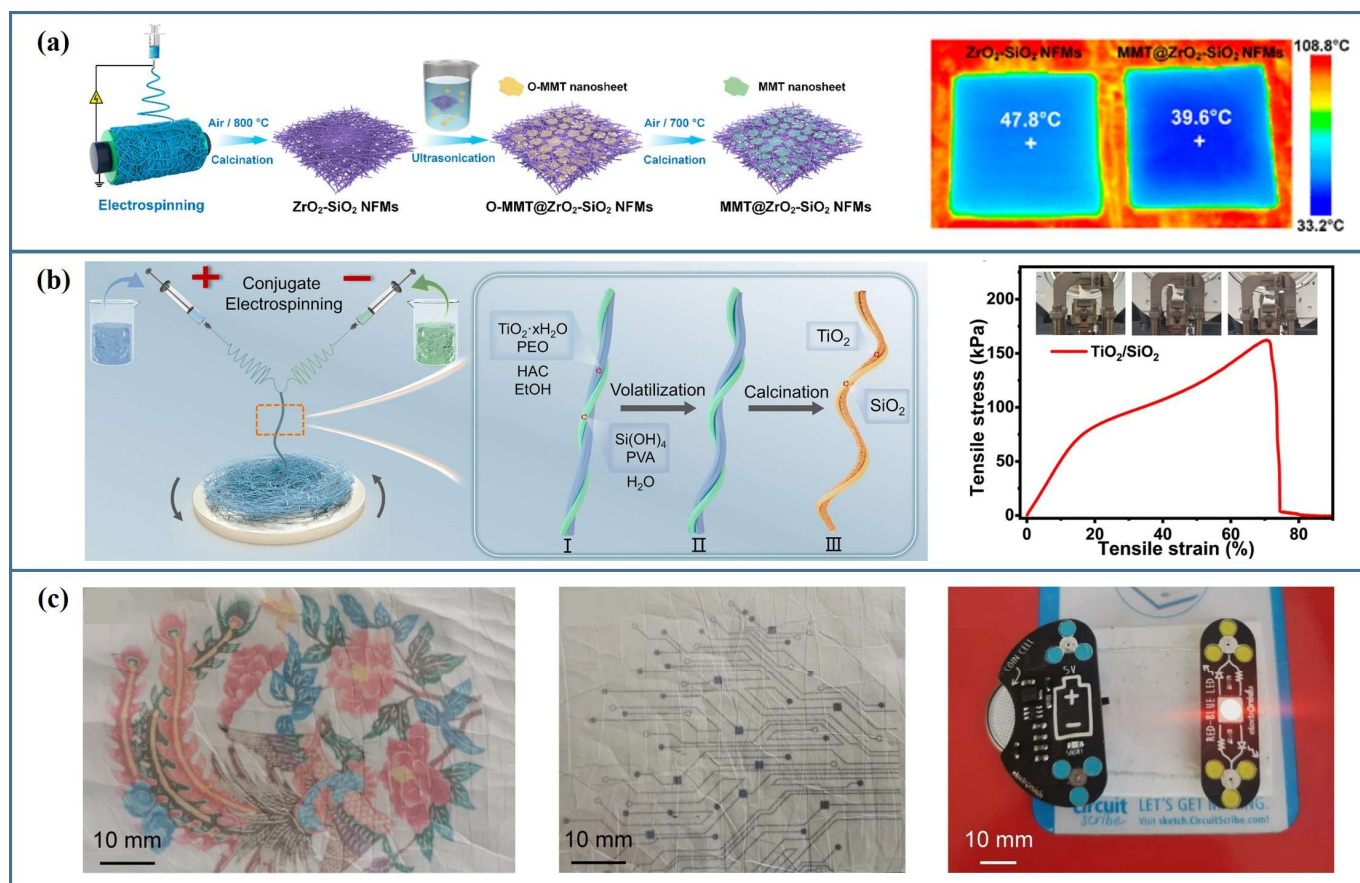 (a)
Electrospinning
Air / 800 °C
Calcination
ZrO₂-SiO₂ NFMs
Ultrasonication
O-MMT nanosheet
O-MMT@ZrO₂-SiO₂ NFMs
Air / 700 °C
Calcination
MMT nanosheet
MMT@ZrO₂-SiO₂ NFMs
ZrO₂-SiO₂ NFMs
MMT@ZrO₂-SiO₂ NFMs
47.8°C
+
39.6°C
+
108.8°C
33.2°C
(b)
+
Conjugate
Electrospinning
−
TiO₂·xH₂O
PEO
HAC
EtOH
Si(OH)₄
PVA
H₂O
Volatilization
Calcination
TiO₂
SiO₂
I
II
III
Tensile stress (kPa)
200
150
100
50
0
TiO₂/SiO₂
0
20
40
60
80
Tensile strain (%)
(c)
10 mm
10 mm
COIN CELL
5V
+
−
SHORT
RED-BLUE LED
circuit
scribe
Visit sketch.CircuitScribe.com!
10 mm